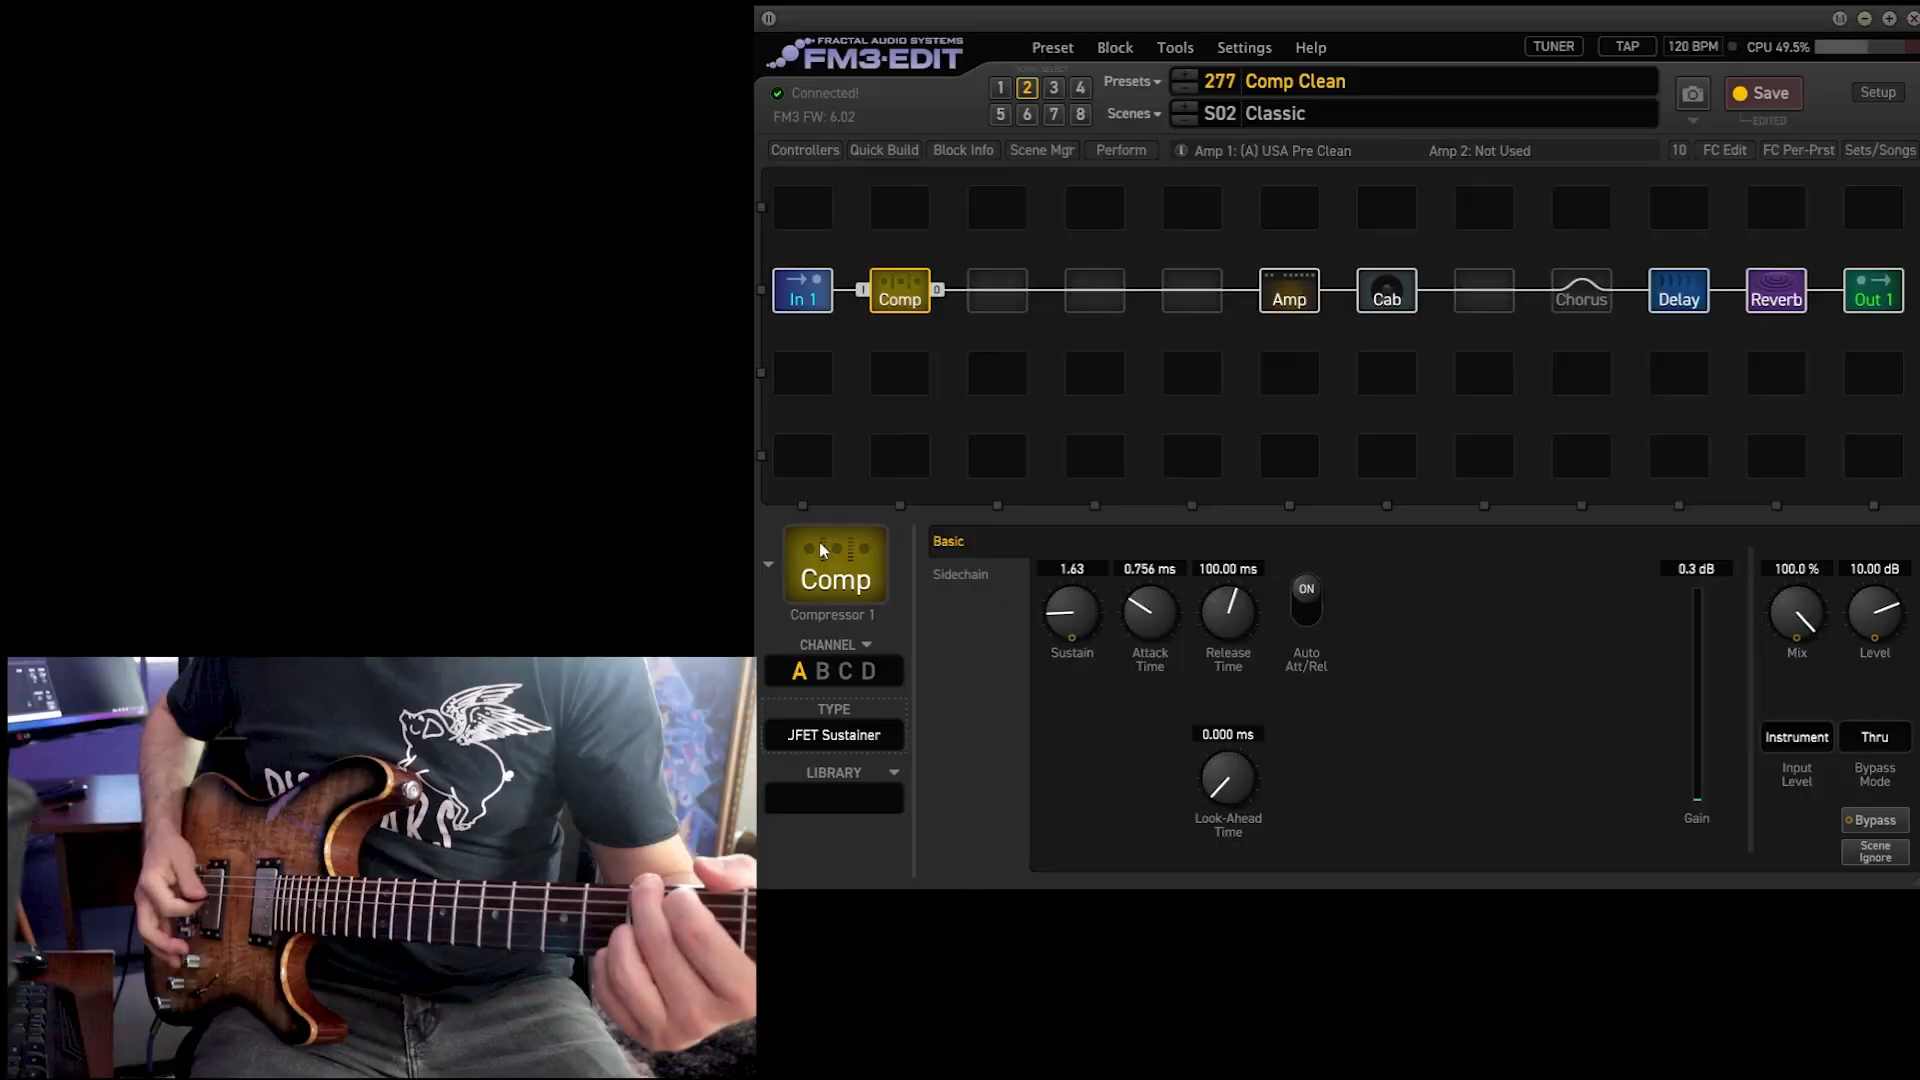 FRACTAL AUDIO SYSTEMS
FM3·EDIT
Preset Block Tools Settings Help
TUNER TAP 120 BPM CPU 49.5%
Connected!
FM3 FW: 6.02
1 2 3 4
5 6 7 8
Presets 277 Comp Clean
Scenes S02 Classic
Save
EDITED
Setup
Controllers Quick Build Block Info Scene Mgr Perform
Amp 1: (A) USA Pre Clean Amp 2: Not Used
10 FC Edit FC Per-Prst Sets/Songs
In 1 I Comp O Amp Cab Chorus Delay Reverb Out 1
Comp
Compressor 1
CHANNEL
A B C D
TYPE
JFET Sustainer
LIBRARY
Basic
Sidechain
1.63 0.756 ms 100.00 ms
ON
Sustain
Attack
Time
Release
Time
Auto
Att/Rel
0.000 ms
Look-Ahead
Time
0.3 dB
Gain
100.0 % 10.00 dB
Mix Level
Instrument Thru
Input
Level
Bypass
Mode
Bypass
Scene
Ignore